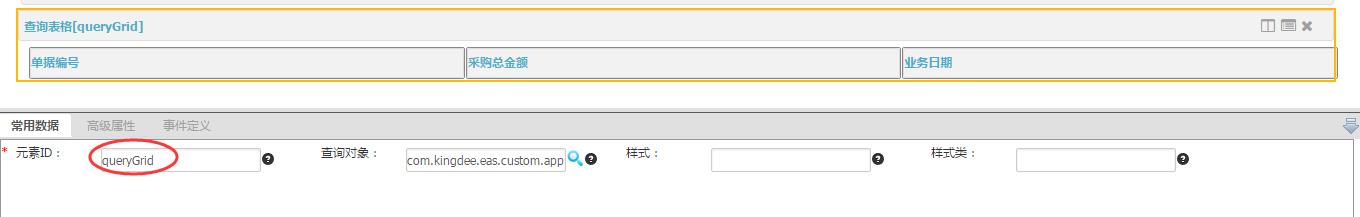 查询表格[queryGrid]
单据编号 采购总金额 业务日期
常用数据 高级属性 事件定义
* 元素ID： queryGrid ? 查询对象： com.kingdee.eas.custom.app ? 样式： ? 样式类： ?